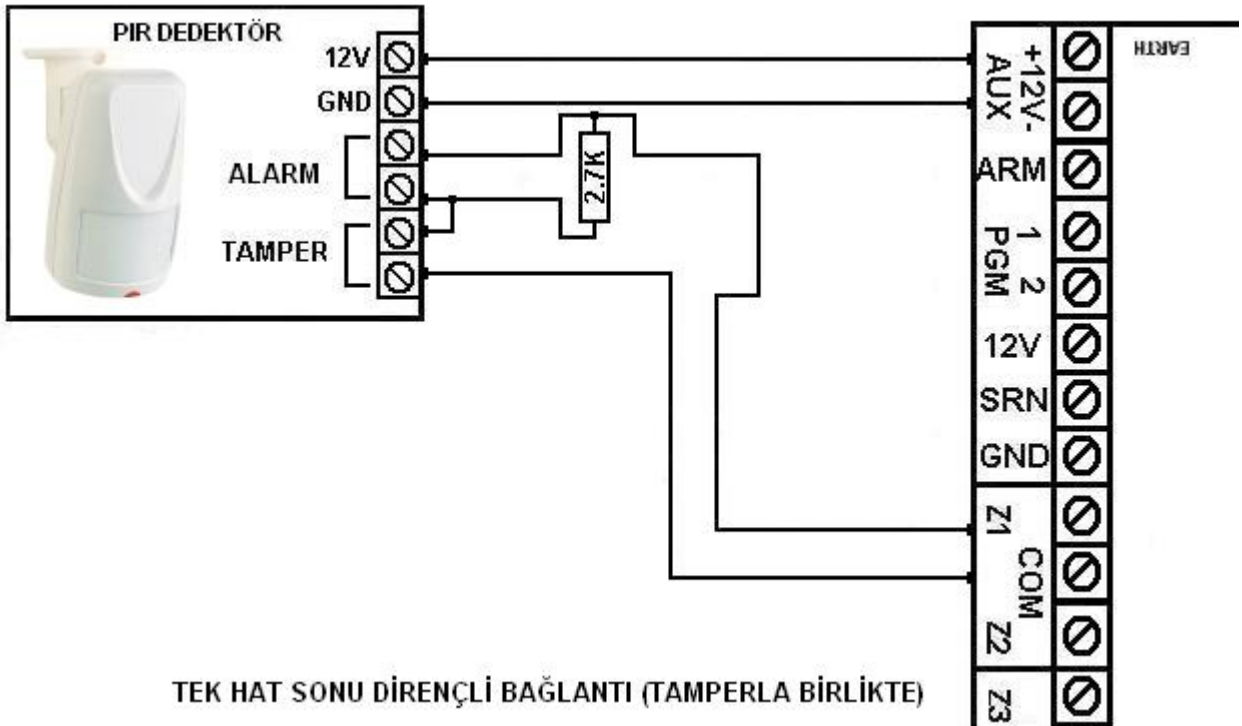 PIR DEDEKTÖR
12V
GND
ALARM
TAMPER
2.7K
+12V-
AUX
EARTH
ARM
1
2
PGM
12V
SRN
GND
Z1
COM
Z2
Z3
TEK HAT SONU DİRENÇLİ BAĞLANTI (TAMPERLA BİRLİKTE)